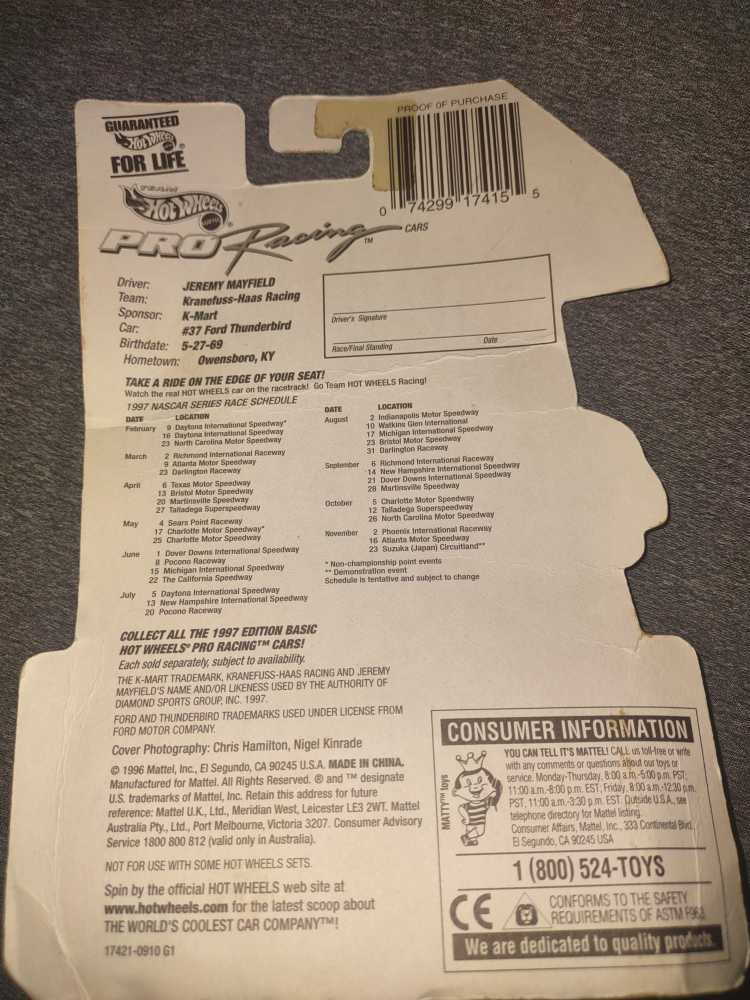 GUARANTEED
HOT WHEELS
FOR LIFE
PROOF OF PURCHASE
0 74299 17415 5
TEAM
HOT WHEELS
PRO Racing™ CARS
Driver: JEREMY MAYFIELD
Team: Kranefuss-Haas Racing
Sponsor: K-Mart
Car: #37 Ford Thunderbird
Birthdate: 5-27-69
Hometown: Owensboro, KY
Driver's Signature
Race/Final Standing Date
TAKE A RIDE ON THE EDGE OF YOUR SEAT!
Watch the real HOT WHEELS car on the racetrack! Go Team HOT WHEELS Racing!
1997 NASCAR SERIES RACE SCHEDULE
DATE LOCATION
February 9 Daytona International Speedway*
16 Daytona International Speedway
23 North Carolina Motor Speedway
March 2 Richmond International Raceway
9 Atlanta Motor Speedway
23 Darlington Raceway
April 6 Texas Motor Speedway
13 Bristol Motor Speedway
20 Martinsville Speedway
27 Talladega Superspeedway
May 4 Sears Point Raceway
17 Charlotte Motor Speedway*
25 Charlotte Motor Speedway
June 1 Dover Downs International Speedway
8 Pocono Raceway
15 Michigan International Speedway
22 The California Speedway
July 5 Daytona International Speedway
13 New Hampshire International Speedway
20 Pocono Raceway
DATE LOCATION
August 2 Indianapolis Motor Speedway
10 Watkins Glen International
17 Michigan International Speedway
23 Bristol Motor Speedway
31 Darlington Raceway
September 6 Richmond International Raceway
14 New Hampshire International Speedway
21 Dover Downs International Speedway
28 Martinsville Speedway
October 5 Charlotte Motor Speedway
12 Talladega Superspeedway
26 North Carolina Motor Speedway
November 2 Phoenix International Raceway
16 Atlanta Motor Speedway
23 Suzuka (Japan) Circuitland**
* Non-championship point events
** Demonstration event
Schedule is tentative and subject to change
COLLECT ALL THE 1997 EDITION BASIC
HOT WHEELS® PRO RACING™ CARS!
Each sold separately, subject to availability.
THE K-MART TRADEMARK, KRANEFUSS-HAAS RACING AND JEREMY
MAYFIELD'S NAME AND/OR LIKENESS USED BY THE AUTHORITY OF
DIAMOND SPORTS GROUP, INC. 1997.
FORD AND THUNDERBIRD TRADEMARKS USED UNDER LICENSE FROM
FORD MOTOR COMPANY.
Cover Photography: Chris Hamilton, Nigel Kinrade
© 1996 Mattel, Inc., El Segundo, CA 90245 U.S.A. MADE IN CHINA.
Manufactured for Mattel. All Rights Reserved. ® and ™ designate
U.S. trademarks of Mattel, Inc. Retain this address for future
reference: Mattel U.K., Ltd., Meridian West, Leicester LE3 2WT. Mattel
Australia Pty., Ltd., Port Melbourne, Victoria 3207. Consumer Advisory
Service 1800 800 812 (valid only in Australia).
NOT FOR USE WITH SOME HOT WHEELS SETS.
Spin by the official HOT WHEELS web site at
www.hotwheels.com for the latest scoop about
THE WORLD'S COOLEST CAR COMPANY™!
17421-0910 G1
CONSUMER INFORMATION
MATTY™ toys
YOU CAN TELL IT'S MATTEL! CALL us toll-free or write
with any comments or questions about our toys or
service. Monday-Thursday, 8:00 a.m.-5:00 p.m. PST,
11:00 a.m.-8:00 p.m. EST; Friday, 8:00 a.m.-12:30 p.m.
PST, 11:00 a.m.-3:30 p.m. EST. Outside U.S.A., see
telephone directory for Mattel listing.
Consumer Affairs, Mattel, Inc., 333 Continental Blvd.,
El Segundo, CA 90245 USA
1 (800) 524-TOYS
CE
CONFORMS TO THE SAFETY
REQUIREMENTS OF ASTM F963
We are dedicated to quality products.